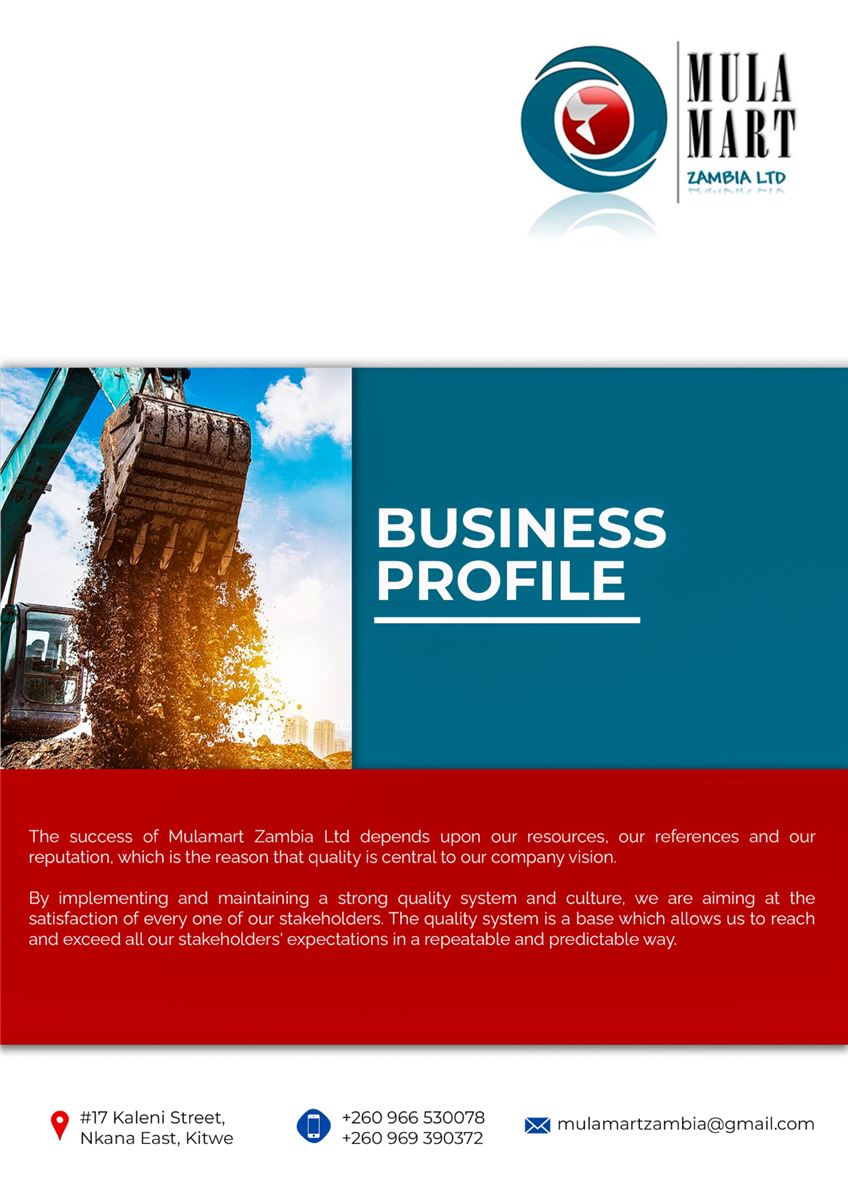 MULA
MART
ZAMBIA LTD
BUSINESS
PROFILE
The success of Mulamart Zambia Ltd depends upon our resources, our references and our
reputation, which is the reason that quality is central to our company vision.
By implementing and maintaining a strong quality system and culture, we are aiming at the
satisfaction of every one of our stakeholders. The quality system is a base which allows us to reach
and exceed all our stakeholders' expectations in a repeatable and predictable way.
#17 Kaleni Street,
Nkana East, Kitwe
+260 966 530078
+260 969 390372
mulamartzambia@gmail.com